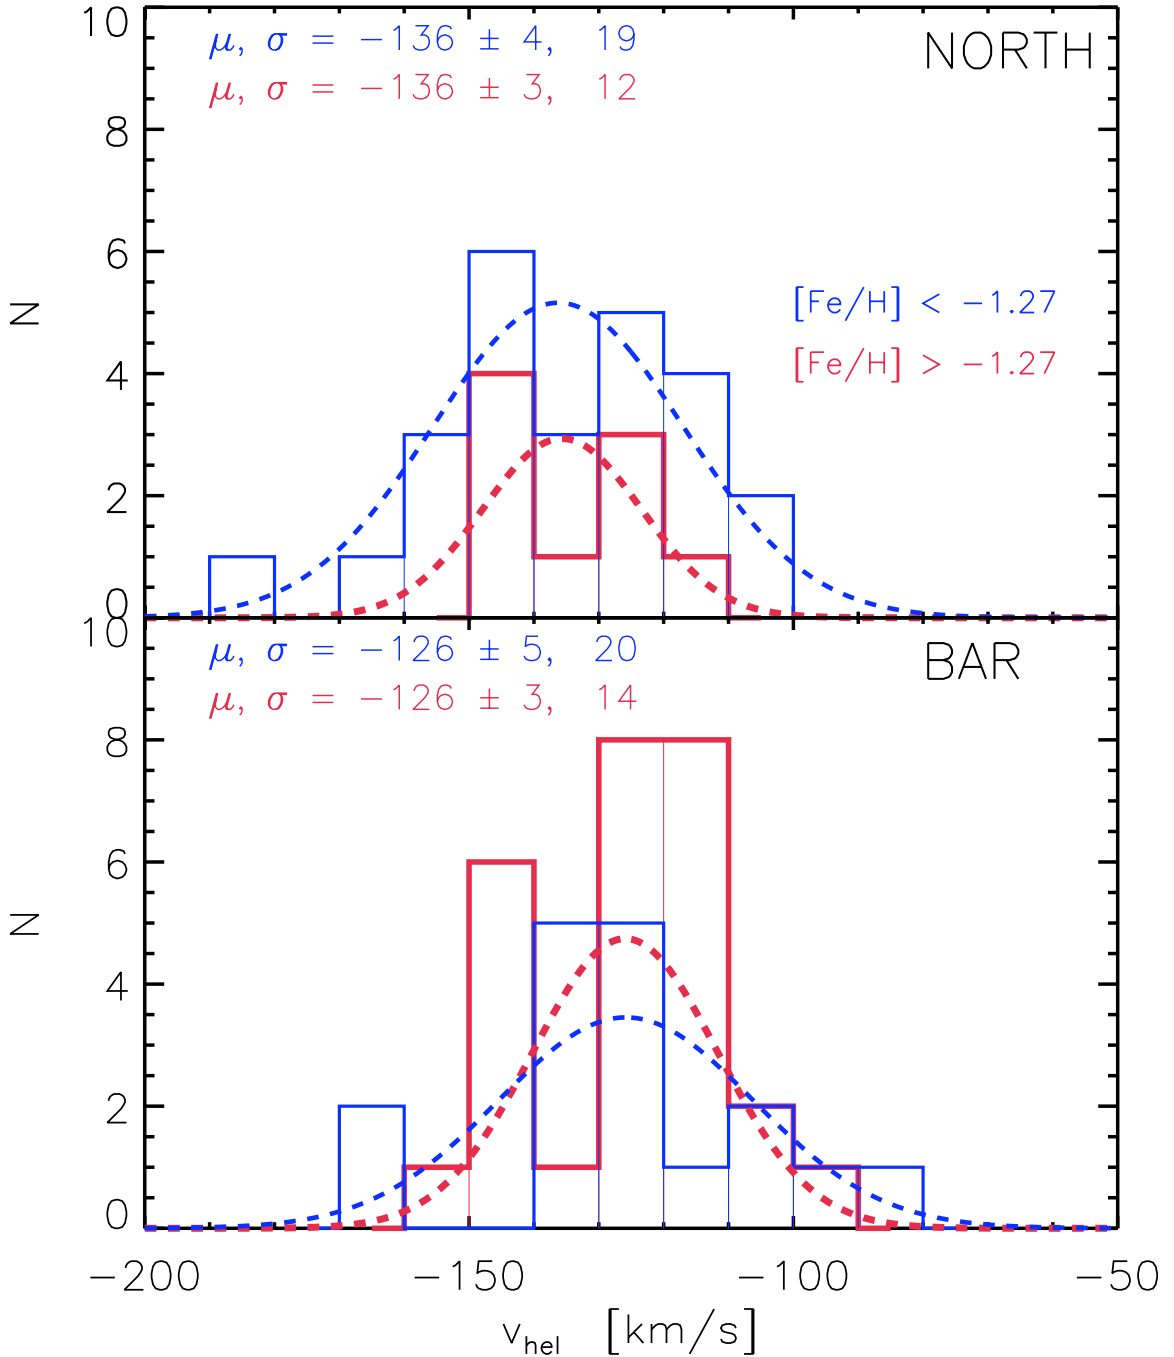 10
μ, σ = −136 ± 4, 19
NORTH
μ, σ = −136 ± 3, 12
8
6
[Fe/H] < −1.27
N
[Fe/H] > −1.27
4
2
0
10
μ, σ = −126 ± 5, 20
BAR
μ, σ = −126 ± 3, 14
8
6
N
4
2
0
−200 −150 −100 −50
v_hel [km/s]